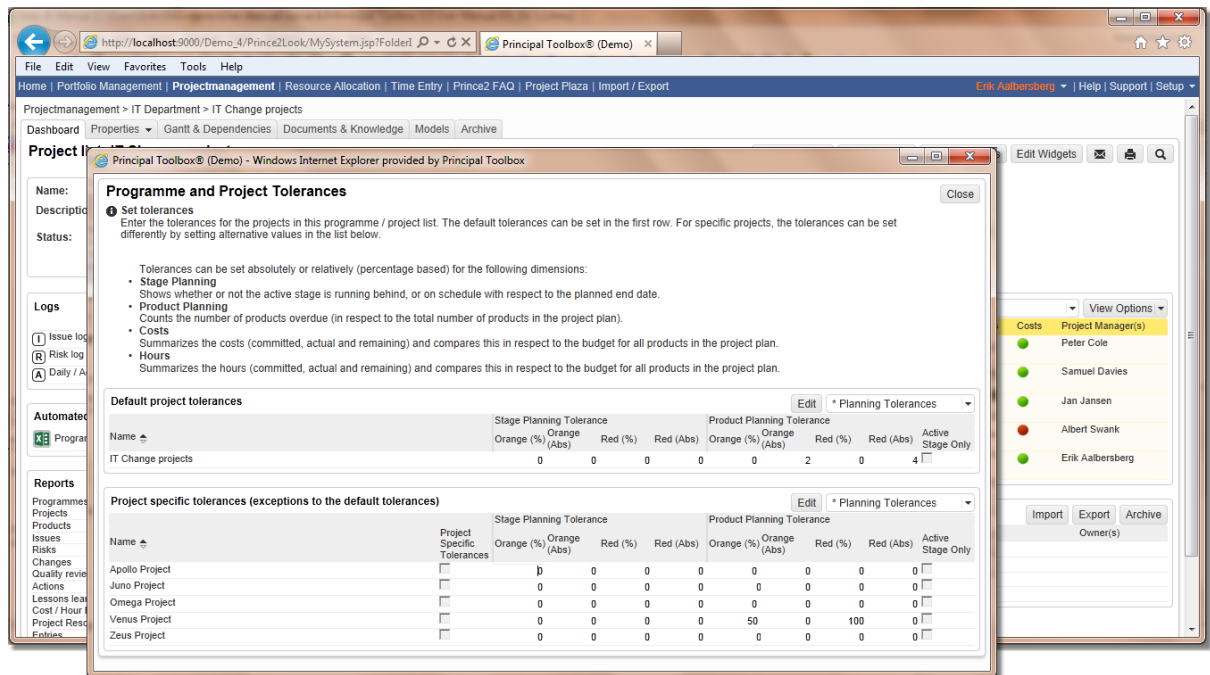 http://localhost:9000/Demo_4/Prince2Look/MySystem.jsp?FolderI
Principal Toolbox® (Demo)
File Edit View Favorites Tools Help
Home | Portfolio Management | Projectmanagement | Resource Allocation | Time Entry | Prince2 FAQ | Project Plaza | Import / Export
Erik Aalbersberg | Help | Support | Setup
Projectmanagement > IT Department > IT Change projects
Dashboard Properties Gantt & Dependencies Documents & Knowledge Models Archive
Project
Edit Widgets
Principal Toolbox® (Demo) - Windows Internet Explorer provided by Principal Toolbox
Name:
Status:
Logs
I Issue log
R Risk log
A Daily /
Automated
Reports
Programmes
Projects
Products
Issues
Risks
Changes
Quality
Actions
Lessons
Cost / Hour
Project
Entries
Programme and Project Tolerances
Close
Set tolerances
Enter the tolerances for the projects in this programme / project list. The default tolerances can be set in the first row. For specific projects, the tolerances can be set
differently by setting alternative values in the list below.
Tolerances can be set absolutely or relatively (percentage based) for the following dimensions:
• Stage Planning
Shows whether or not the active stage is running behind, or on schedule with respect to the planned end date.
• Product Planning
Counts the number of products overdue (in respect to the total number of products in the project plan).
• Costs
Summarizes the costs (committed, actual and remaining) and compares this in respect to the budget for all products in the project plan.
• Hours
Summarizes the hours (committed, actual and remaining) and compares this in respect to the budget for all products in the project plan.
Default project tolerances
Edit * Planning Tolerances
Stage Planning Tolerance Product Planning Tolerance
Name Orange (%) Orange (Abs) Red (%) Red (Abs) Orange (%) Orange (Abs) Red (%) Red (Abs) Active Stage Only
IT Change projects 0 0 0 0 0 2 0 4
Project specific tolerances (exceptions to the default tolerances)
Edit * Planning Tolerances
Stage Planning Tolerance Product Planning Tolerance
Name Project Specific Tolerances Orange (%) Orange (Abs) Red (%) Red (Abs) Orange (%) Orange (Abs) Red (%) Red (Abs) Active Stage Only
Apollo Project 0 0 0 0 0 0 0 0
Juno Project 0 0 0 0 0 0 0 0
Omega Project 0 0 0 0 0 0 0 0
Venus Project 0 0 0 0 50 0 100 0
Zeus Project 0 0 0 0 0 0 0 0
View Options
Costs Project Manager(s)
Peter Cole
Samuel Davies
Jan Jansen
Albert Swank
Erik Aalbersberg
Import Export Archive
Owner(s)